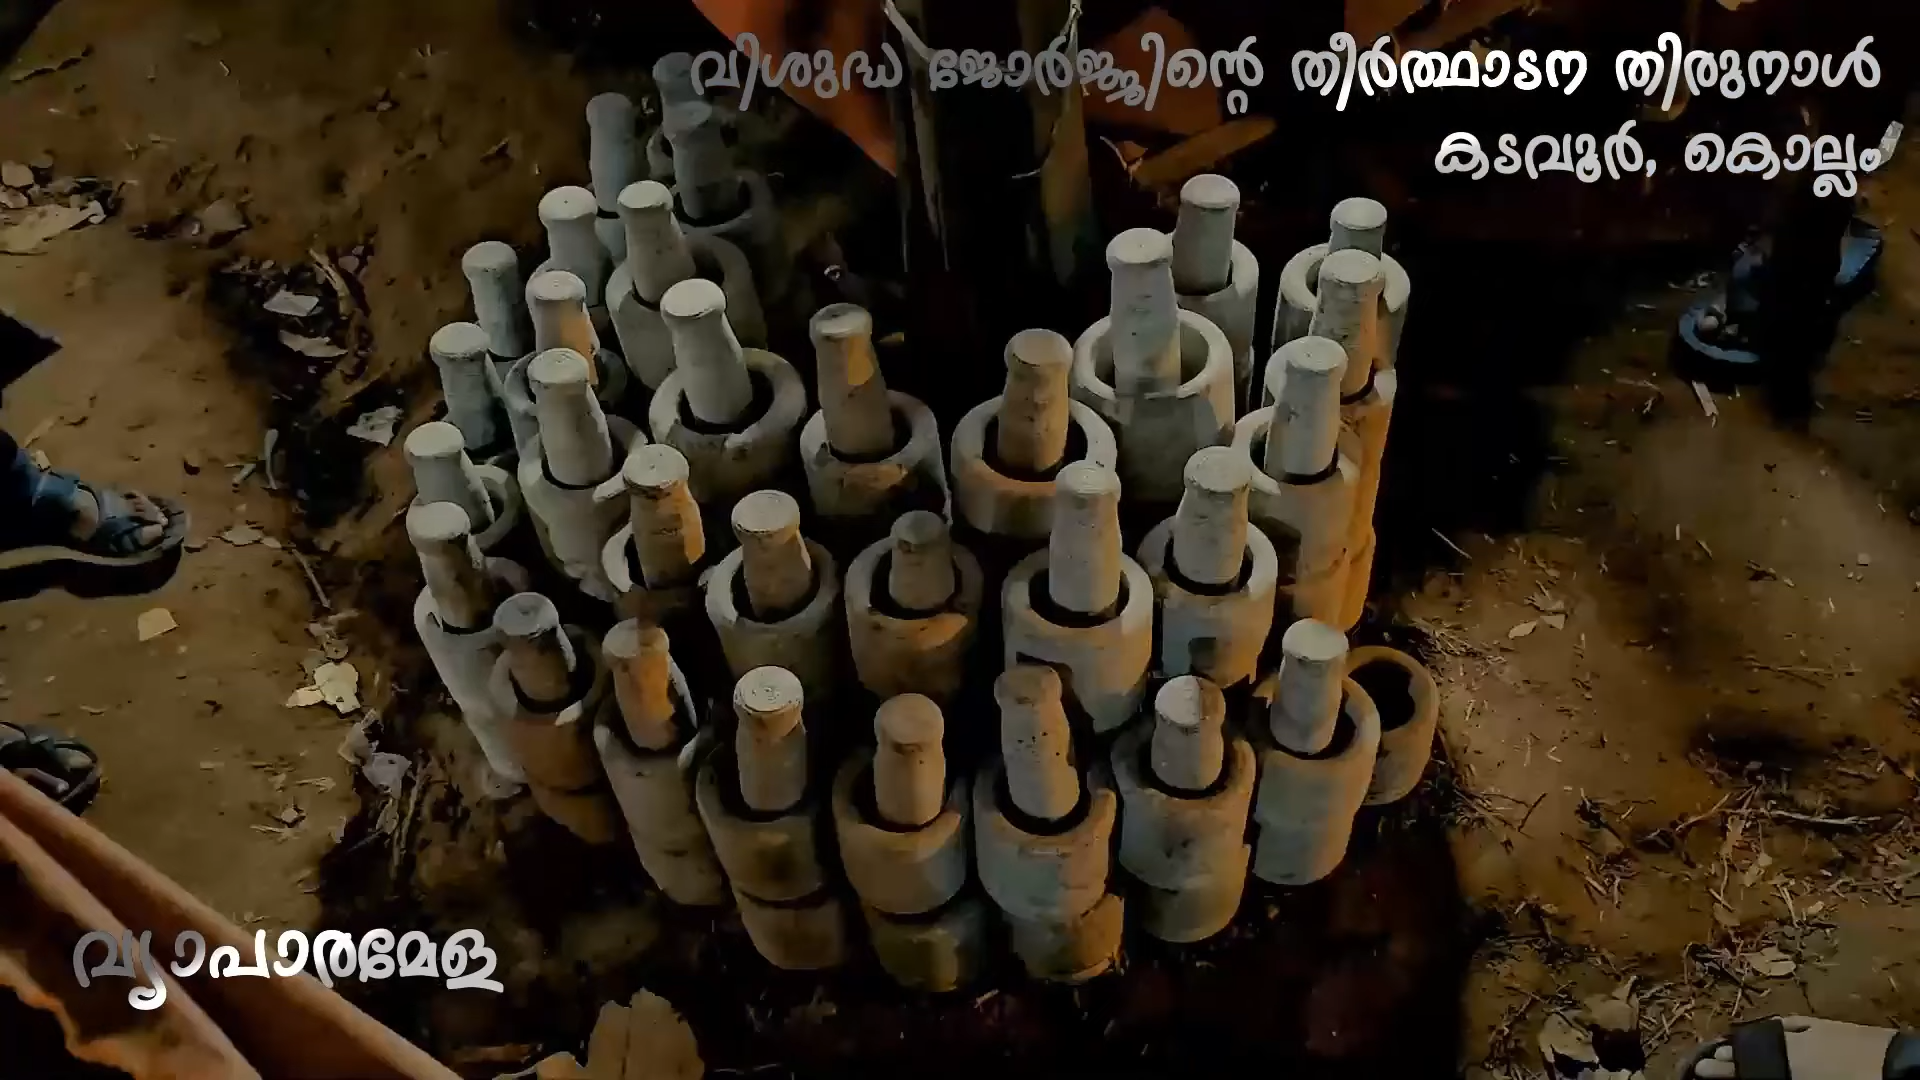 വിശുദ്ധ ജോർജ്ജിന്റെ തീർത്ഥാടന തിരുനാൾ
കടവൂർ, കൊല്ലം
വ്യാപാരമേള